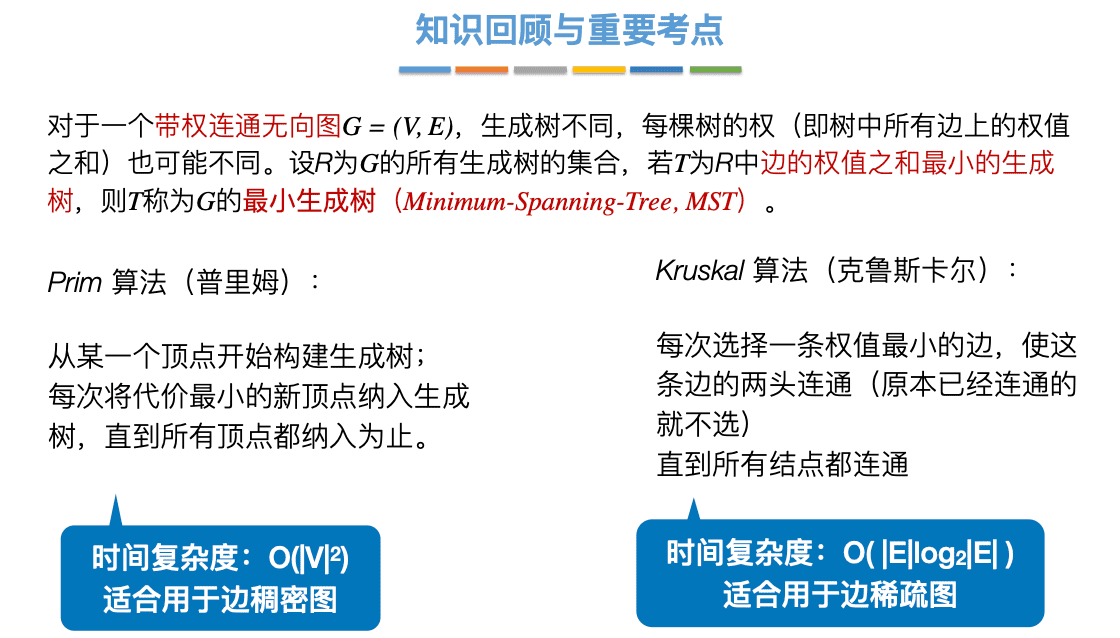 知识回顾与重要考点
对于一个带权连通无向图G = (V, E)，生成树不同，每棵树的权（即树中所有边上的权值
之和）也可能不同。设R为G的所有生成树的集合，若T为R中边的权值之和最小的生成
树，则T称为G的最小生成树（Minimum-Spanning-Tree, MST）。
Prim 算法（普里姆）：
从某一个顶点开始构建生成树；
每次将代价最小的新顶点纳入生成
树，直到所有顶点都纳入为止。
时间复杂度：O(|V|²)
适合用于边稠密图
Kruskal 算法（克鲁斯卡尔）：
每次选择一条权值最小的边，使这
条边的两头连通（原本已经连通的
就不选）
直到所有结点都连通
时间复杂度：O( |E|log₂|E| )
适合用于边稀疏图